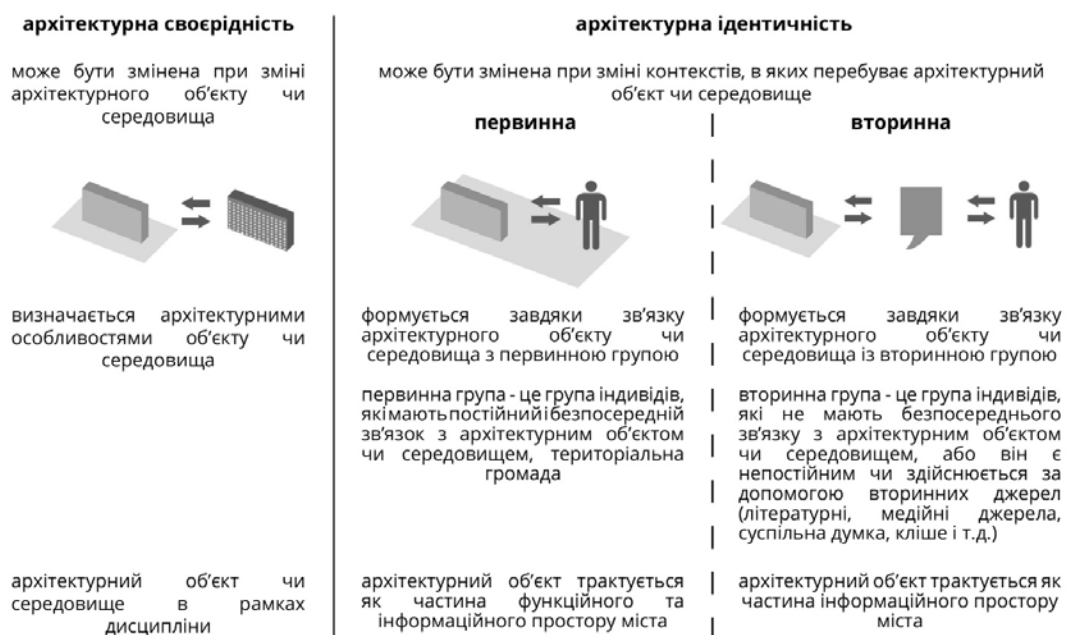 архітектурна своєрідність
може бути змінена при зміні
архітектурного об'єкту чи
середовища
визначається архітектурними
особливостями об'єкту чи
середовища
архітектурний об'єкт чи
середовище в рамках
дисципліни
архітектурна ідентичність
може бути змінена при зміні контекстів, в яких перебуває архітектурний
об'єкт чи середовище
первинна
формується завдяки зв'язку
архітектурного об'єкту чи
середовища з первинною групою
первинна група - це група індивідів,
які мають постійний і безпосередній
зв'язок з архітектурним об'єктом
чи середовищем, територіальна
громада
архітектурний об'єкт трактується
як частина функційного та
інформаційного простору міста
вторинна
формується завдяки зв'язку
архітектурного об'єкту чи
середовища із вторинною групою
вторинна група - це група індивідів,
які не мають безпосереднього
зв'язку з архітектурним об'єктом
чи середовищем, або він є
непостійним чи здійснюється за
допомогою вторинних джерел
(літературні, медійні джерела,
суспільна думка, кліше і т.д.)
архітектурний об'єкт трактується як
частина інформаційного простору
міста